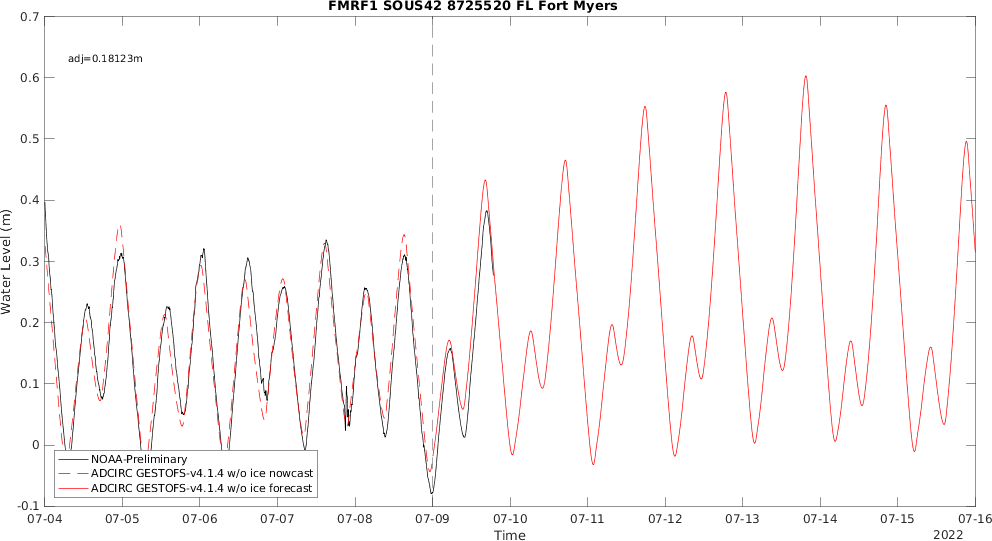 FMRF1 SOUS42 8725520 FL Fort Myers
adj=0.18123m
0.7
0.6
0.5
0.4
0.3
0.2
0.1
0
-0.1
Water Level (m)
NOAA-Preliminary
ADCIRC GESTOFS-v4.1.4 w/o ice nowcast
ADCIRC GESTOFS-v4.1.4 w/o ice forecast
07-04 07-05 07-06 07-07 07-08 07-09 07-10 07-11 07-12 07-13 07-14 07-15 07-16
Time
2022